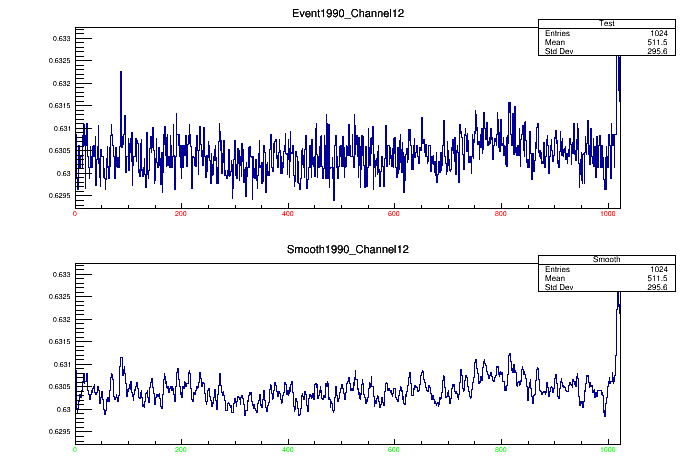 Event1990_Channel12
Test
Entries 1024
Mean 511.5
Std Dev 295.6
0.633
0.6325
0.632
0.6315
0.631
0.6305
0.63
0.6295
0 200 400 600 800 1000
Smooth1990_Channel12
Smooth
Entries 1024
Mean 511.5
Std Dev 295.6
0.633
0.6325
0.632
0.6315
0.631
0.6305
0.63
0.6295
0 200 400 600 800 1000